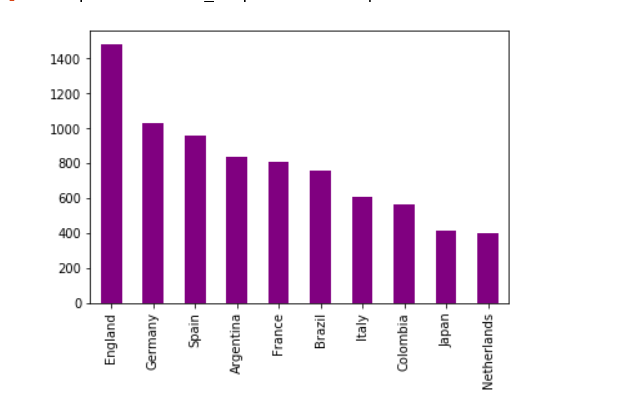 1400
1200
1000
800
600
400
200
0
England
Germany
Spain
Argentina
France
Brazil
Italy
Colombia
Japan
Netherlands